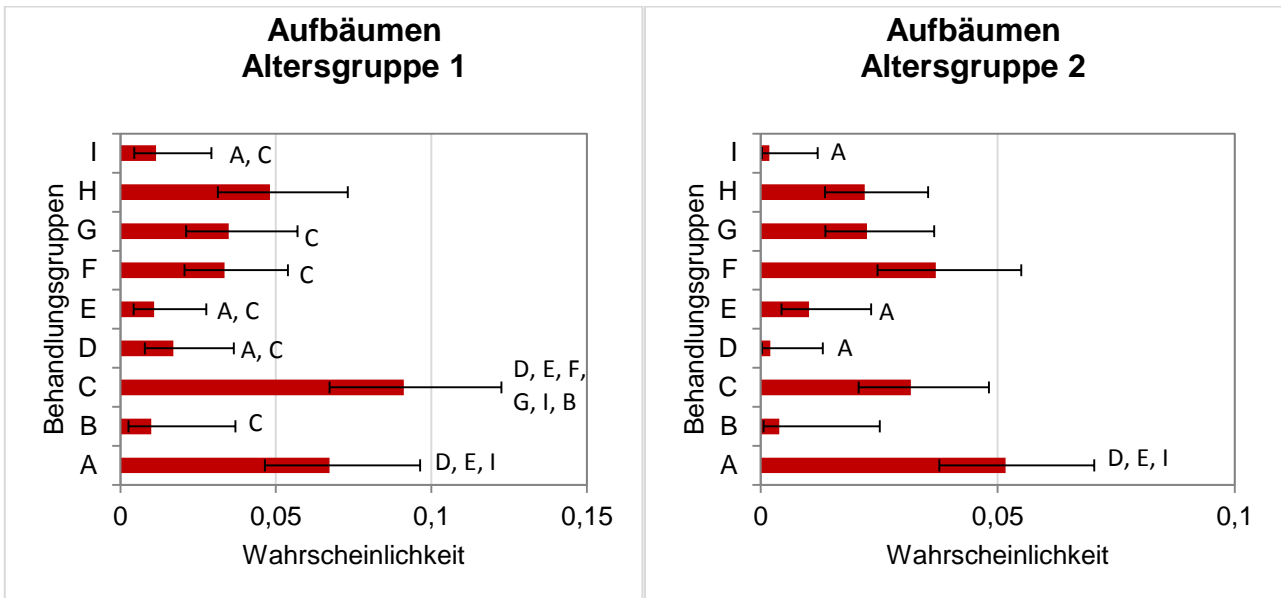 Aufbäumen
Altersgruppe 1
Behandlungsgruppen
I
A, C
H
G
C
F
C
E
A, C
D
A, C
C
D, E, F,
G, I, B
B
C
A
D, E, I
0
0,05
0,1
0,15
Wahrscheinlichkeit
Aufbäumen
Altersgruppe 2
Behandlungsgruppen
I
A
H
G
F
E
A
D
A
C
B
A
D, E, I
0
0,05
0,1
Wahrscheinlichkeit